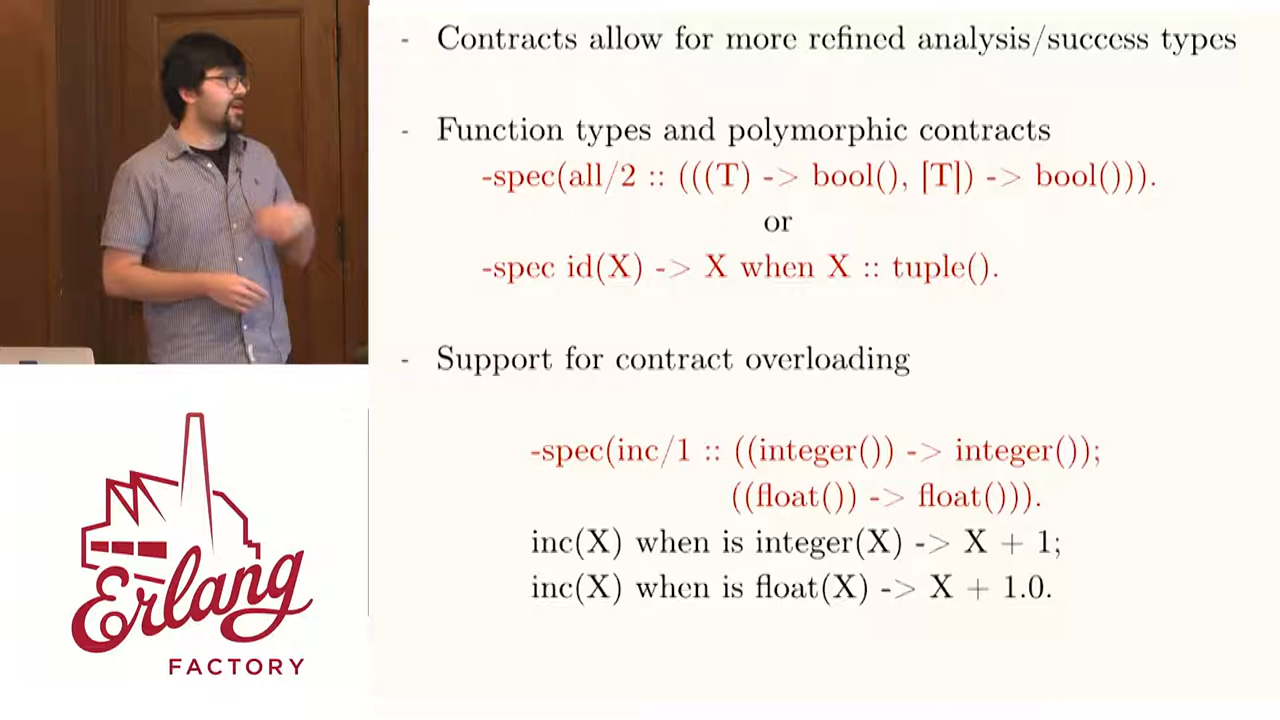 - Contracts allow for more refined analysis/success types
- Function types and polymorphic contracts
-spec(all/2 :: (((T) -> bool(), [T]) -> bool())).
or
-spec id(X) -> X when X :: tuple().
- Support for contract overloading
-spec(inc/1 :: ((integer()) -> integer());
((float()) -> float())).
inc(X) when is integer(X) -> X + 1;
inc(X) when is float(X) -> X + 1.0.
Erlang
FACTORY